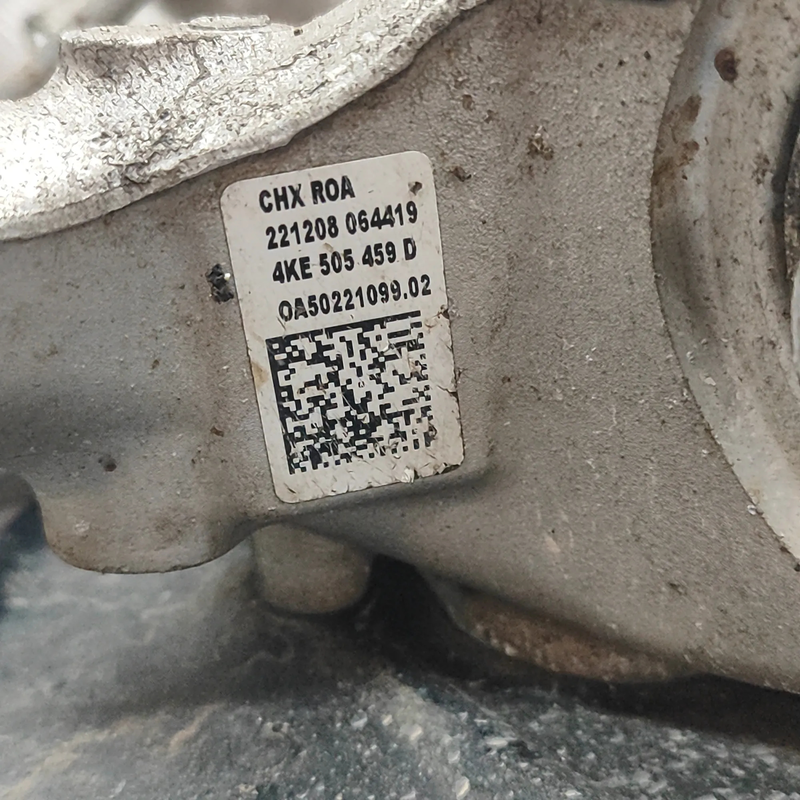 CHX ROA
221208 064419
4KE 505 459 D
OA50221099.02